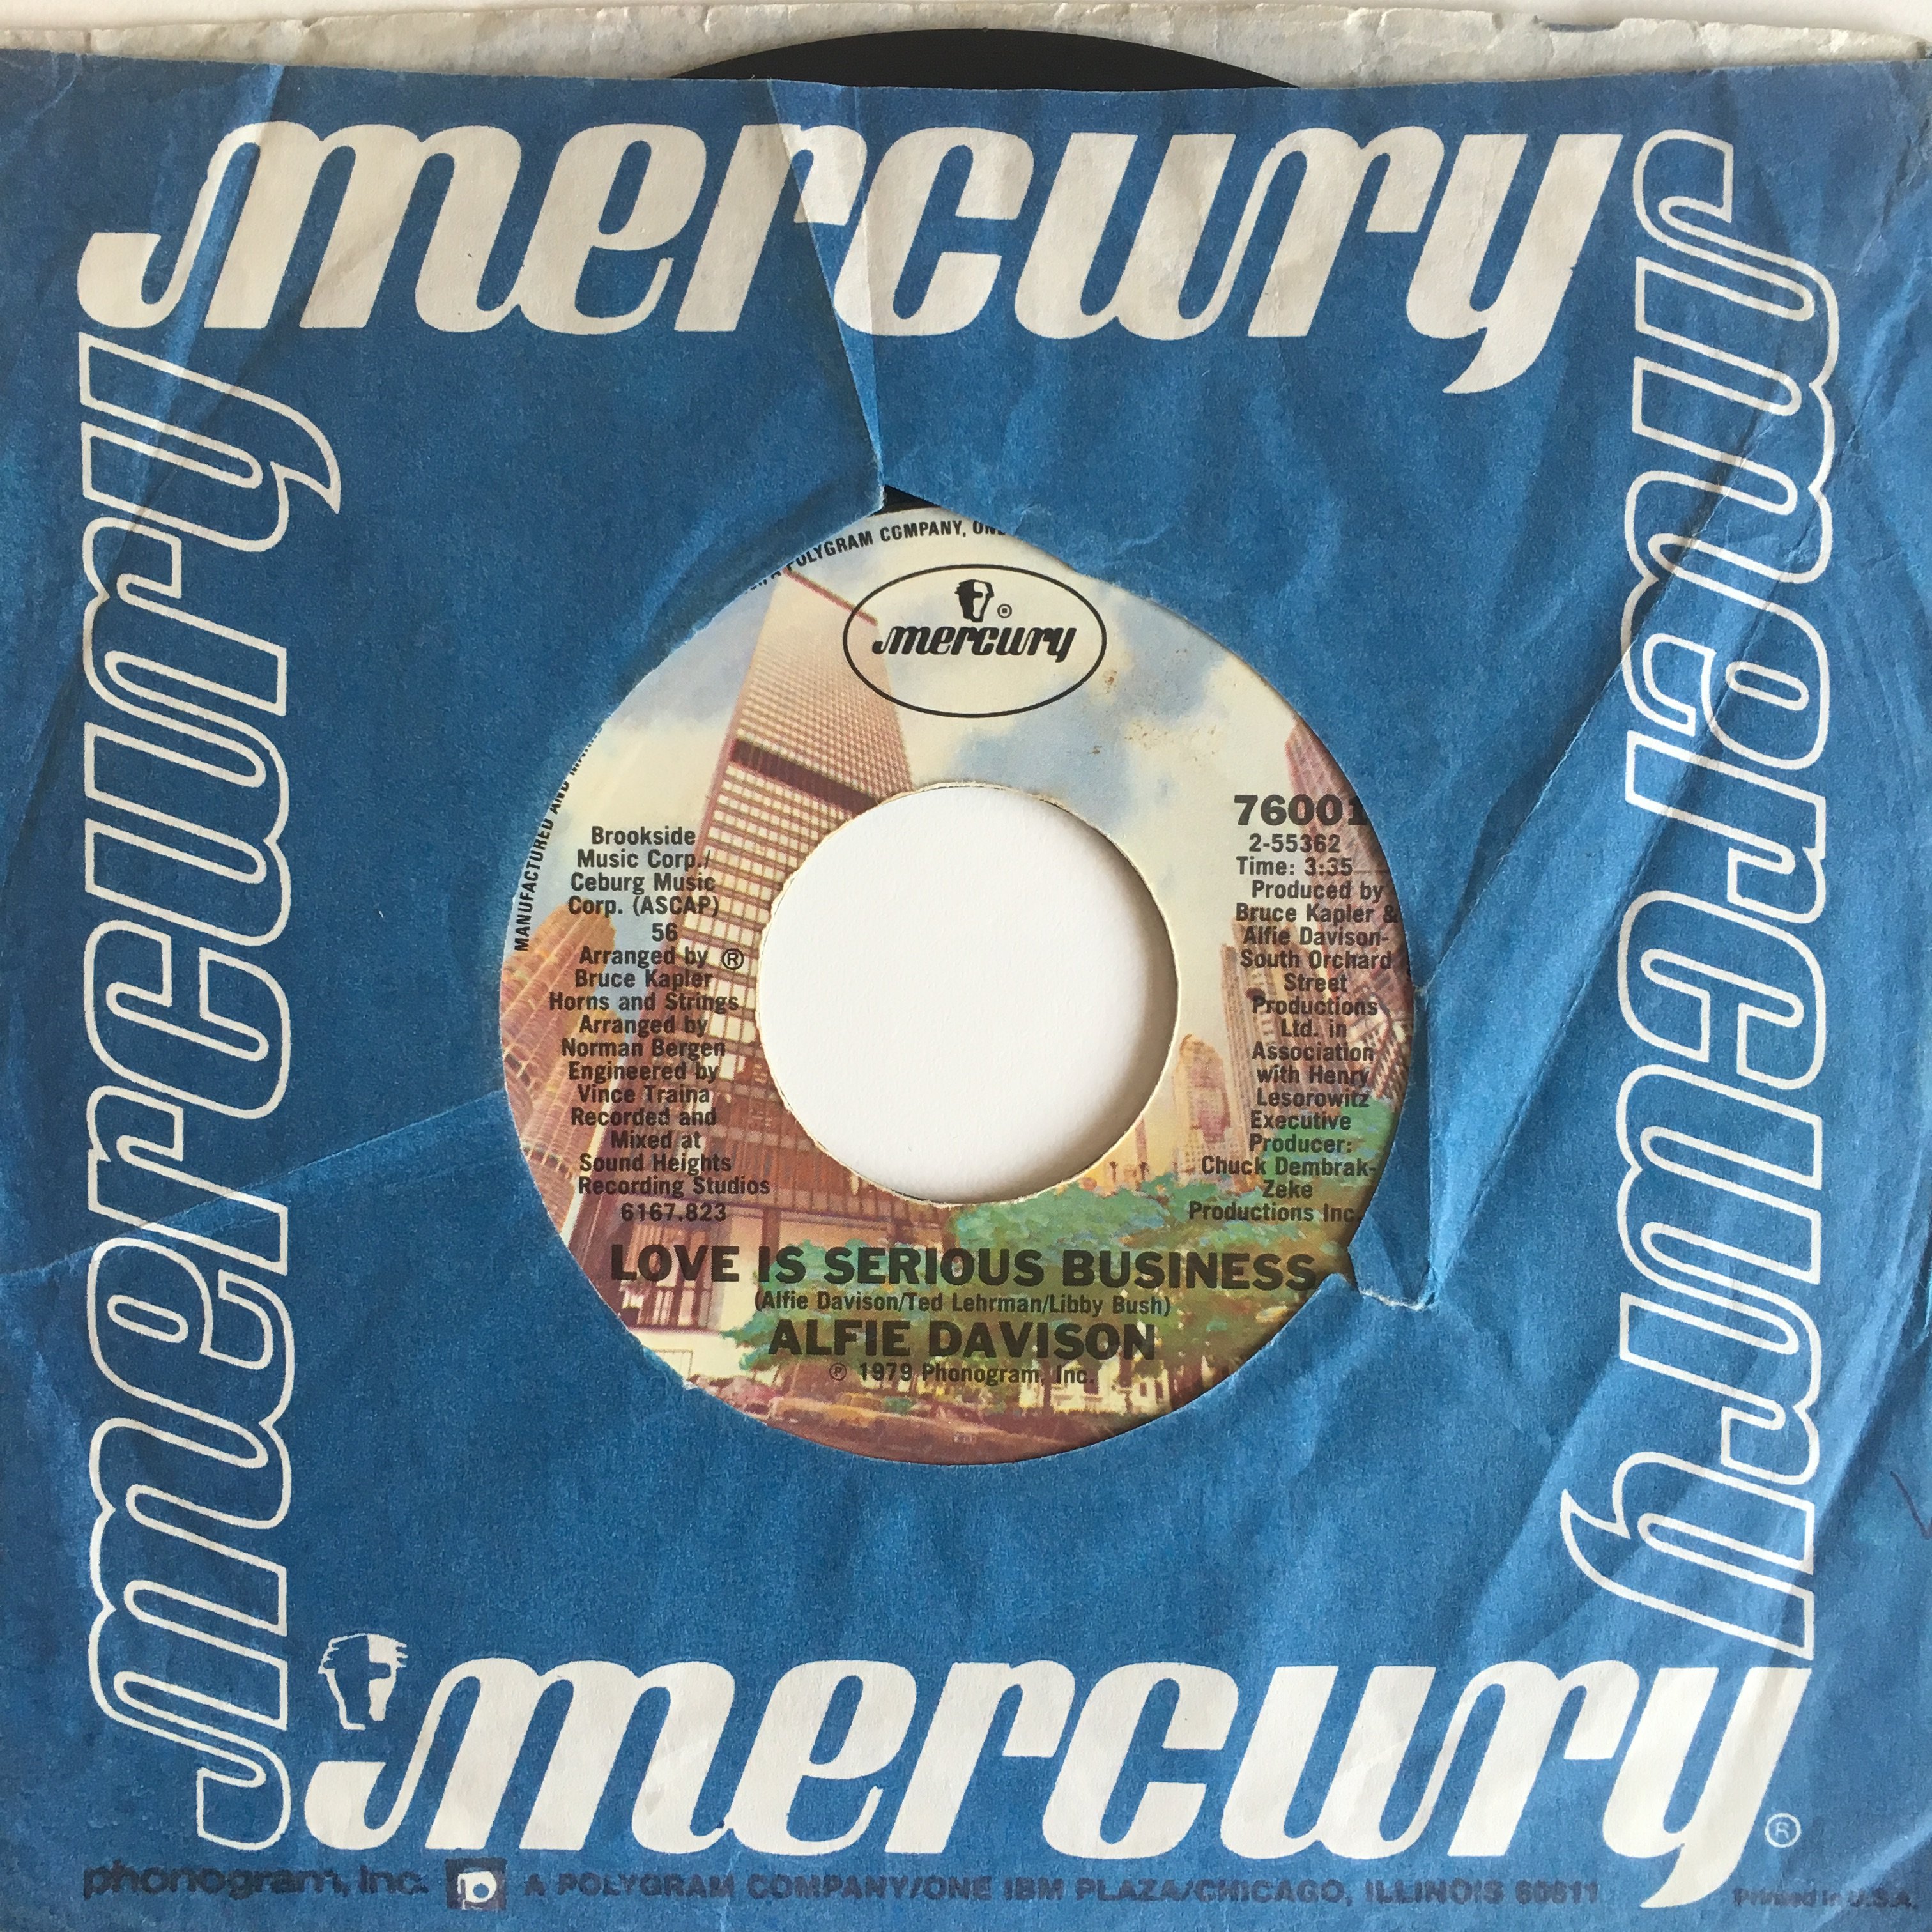 mercury
mercury
mercury
A POLYGRAM COMPANY,
MANUFACTURED AND
mercury
®
Brookside
Music Corp./
Ceburg Music
Corp. (ASCAP)
56
Arranged by
Bruce Kapler
Horns and Strings
Arranged by
Norman Bergen
Engineered by
Vince Traina
Recorded and
Mixed at
Sound Heights
Recording Studios
6167.823
®
76001
2-55362
Time: 3:35
Produced by
Bruce Kapler &
Alfie Davison-
South Orchard
Street
Productions
Ltd. in
Association
with Henry
Lesorowitz
Executive
Producer:
Chuck Dembrak-
Zeke
Productions Inc.
LOVE IS SERIOUS BUSINESS
(Alfie Davison/Ted Lehrman/Libby Bush)
ALFIE DAVISON
℗ 1979 Phonogram, Inc.
mercury ®
phonogram, inc. A POLYGRAM COMPANY/ONE IBM PLAZA/CHICAGO, ILLINOIS 60611 Printed in U.S.A.